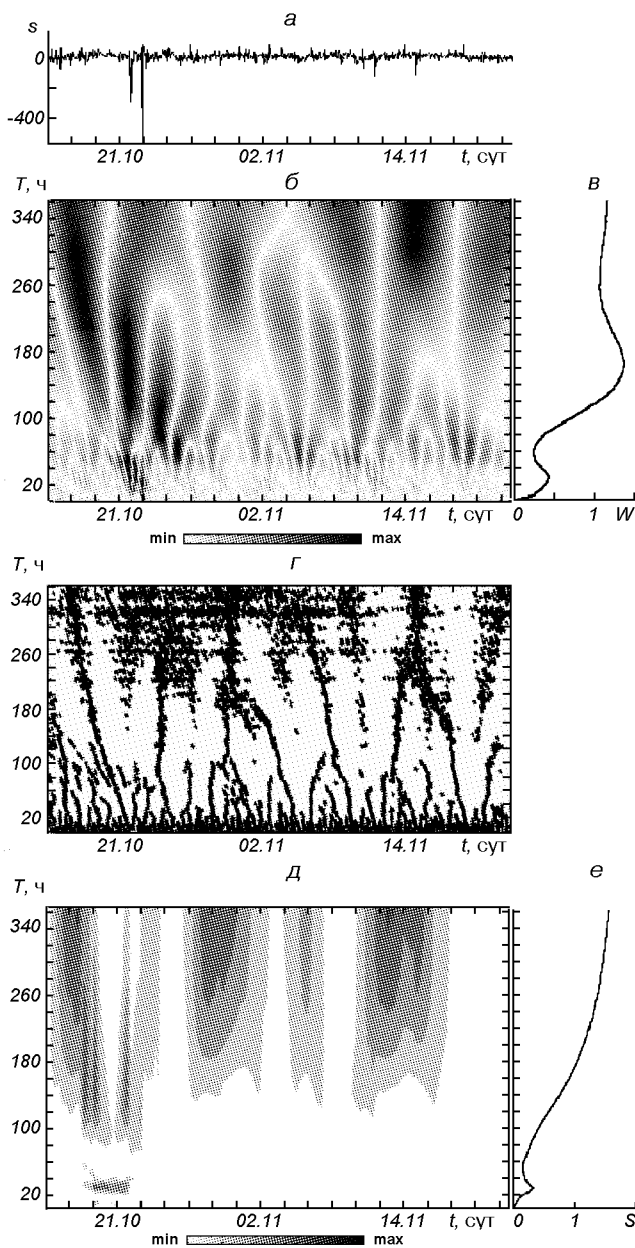 а
s
0
-400
21.10 02.11 14.11 t, сут
Т, ч б в
340
260
180
100
20
21.10 02.11 14.11 t, сут 0 1 W
min max
Т, ч г
340
260
180
100
20
21.10 02.11 14.11 t, сут
Т, ч д е
340
260
180
100
20
21.10 02.11 14.11 t, сут 0 1 S
min max